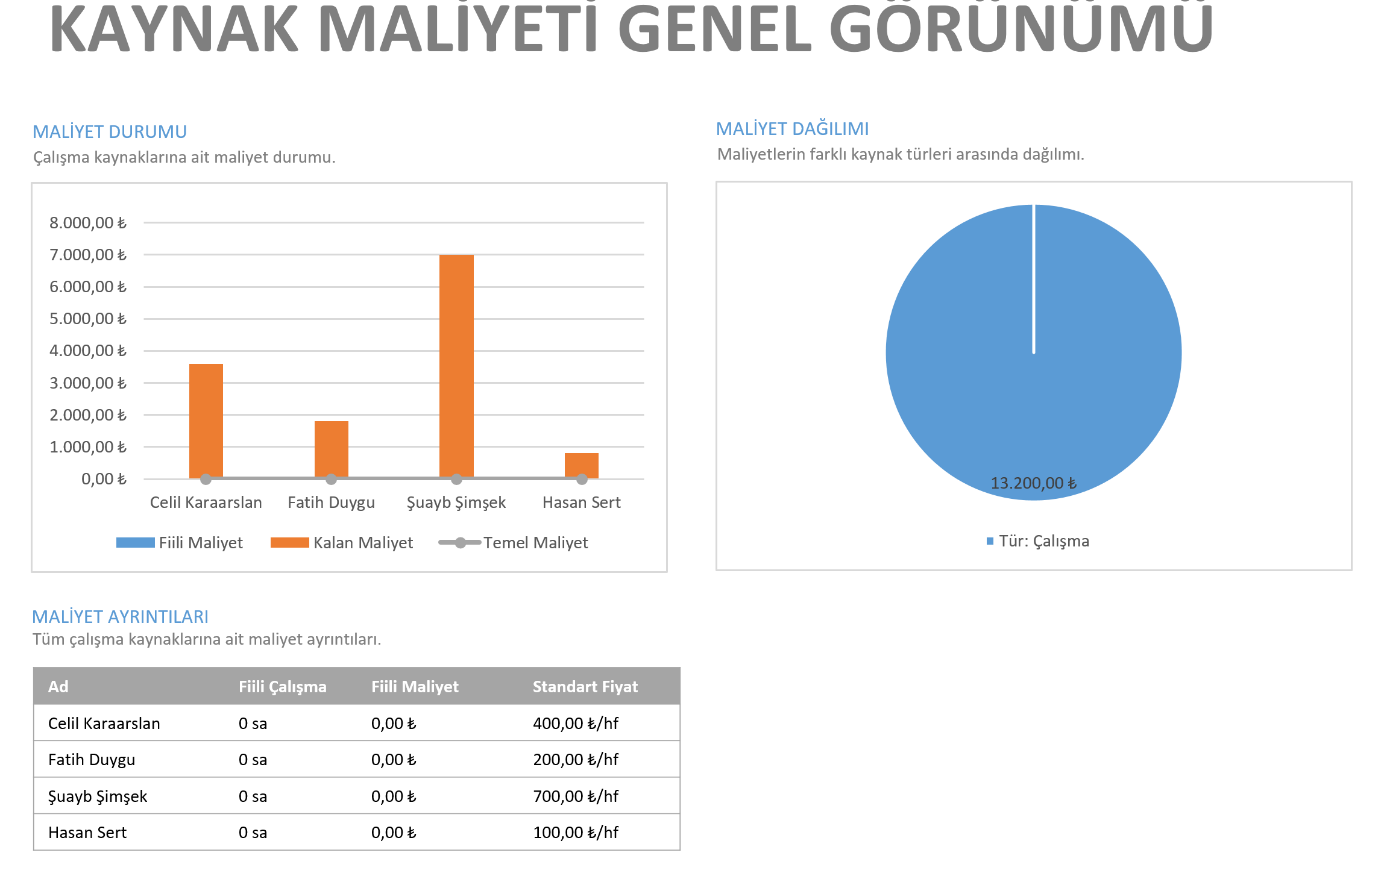 KAYNAK MALİYETİ GENEL GÖRÜNÜMÜ
MALİYET DURUMU
Çalışma kaynaklarına ait maliyet durumu.
8.000,00 ₺
7.000,00 ₺
6.000,00 ₺
5.000,00 ₺
4.000,00 ₺
3.000,00 ₺
2.000,00 ₺
1.000,00 ₺
0,00 ₺
Celil Karaarslan Fatih Duygu Şuayb Şimşek Hasan Sert
Fiili Maliyet Kalan Maliyet Temel Maliyet
MALİYET DAĞILIMI
Maliyetlerin farklı kaynak türleri arasında dağılımı.
13.200,00 ₺
Tür: Çalışma
MALİYET AYRINTILARI
Tüm çalışma kaynaklarına ait maliyet ayrıntıları.
Ad Fiili Çalışma Fiili Maliyet Standart Fiyat
Celil Karaarslan 0 sa 0,00 ₺ 400,00 ₺/hf
Fatih Duygu 0 sa 0,00 ₺ 200,00 ₺/hf
Şuayb Şimşek 0 sa 0,00 ₺ 700,00 ₺/hf
Hasan Sert 0 sa 0,00 ₺ 100,00 ₺/hf